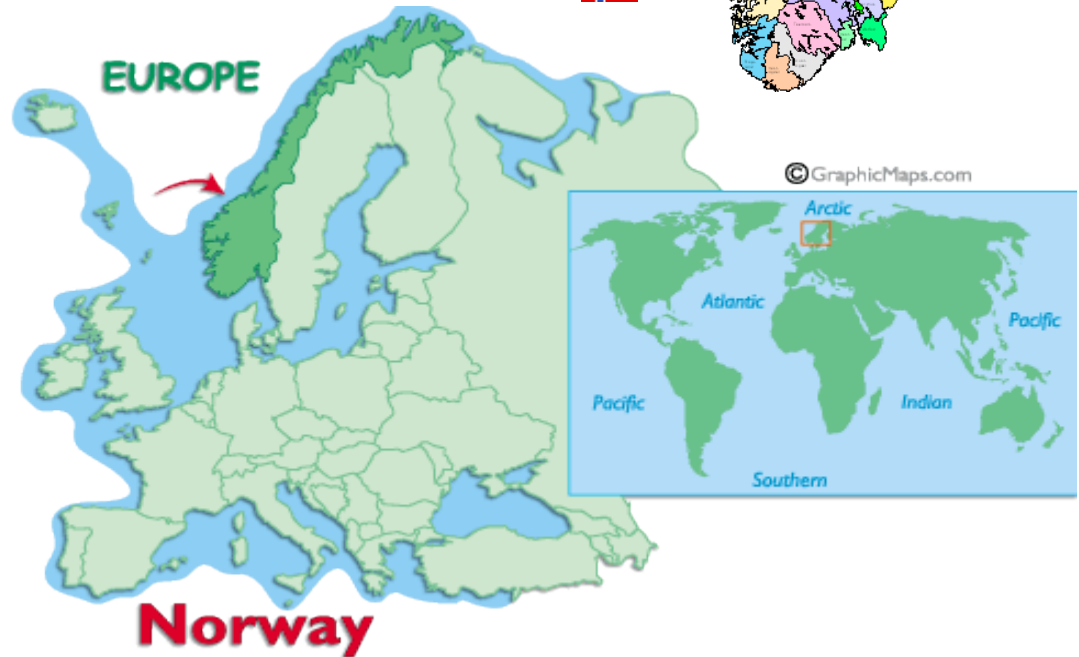 EUROPE
© GraphicMaps.com
Arctic
Atlantic
Pacific
Pacific
Indian
Southern
Norway